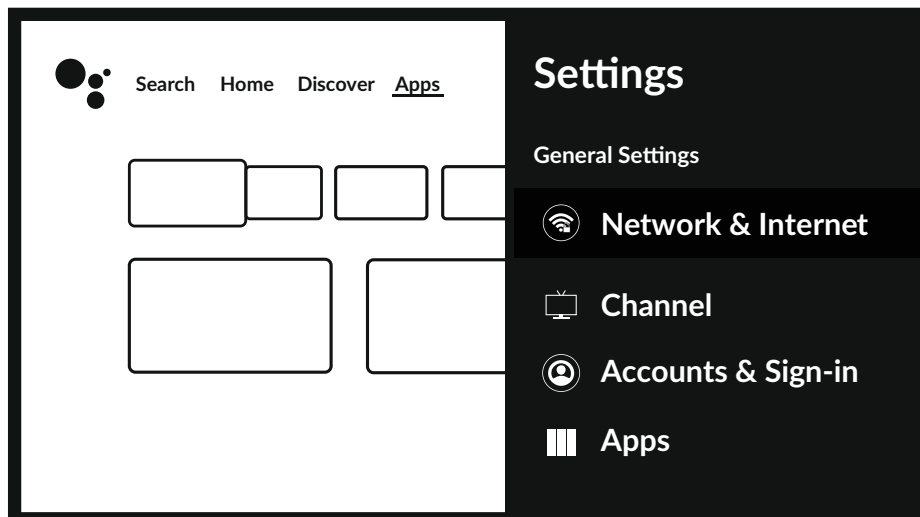 Search Home Discover Apps
Settings
General Settings
Network & Internet
Channel
Accounts & Sign-in
Apps